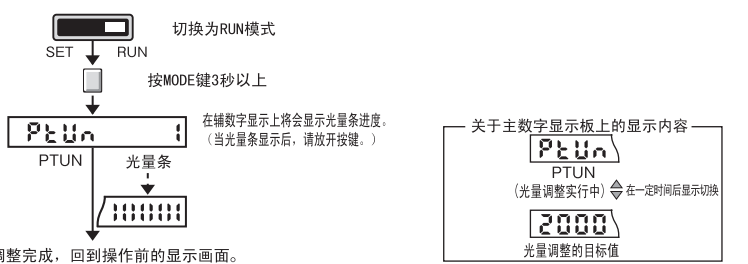 切换为RUN模式
SET RUN
按MODE键3秒以上
PtUn 1
在辅数字显示上将会显示光量条进度。
（当光量条显示后，请放开按键。）
PTUN 光量条
调整完成，回到操作前的显示画面。
关于主数字显示板上的显示内容
PtUn
PTUN
(光量调整实行中) 在一定时间后显示切换
2000
光量调整的目标值